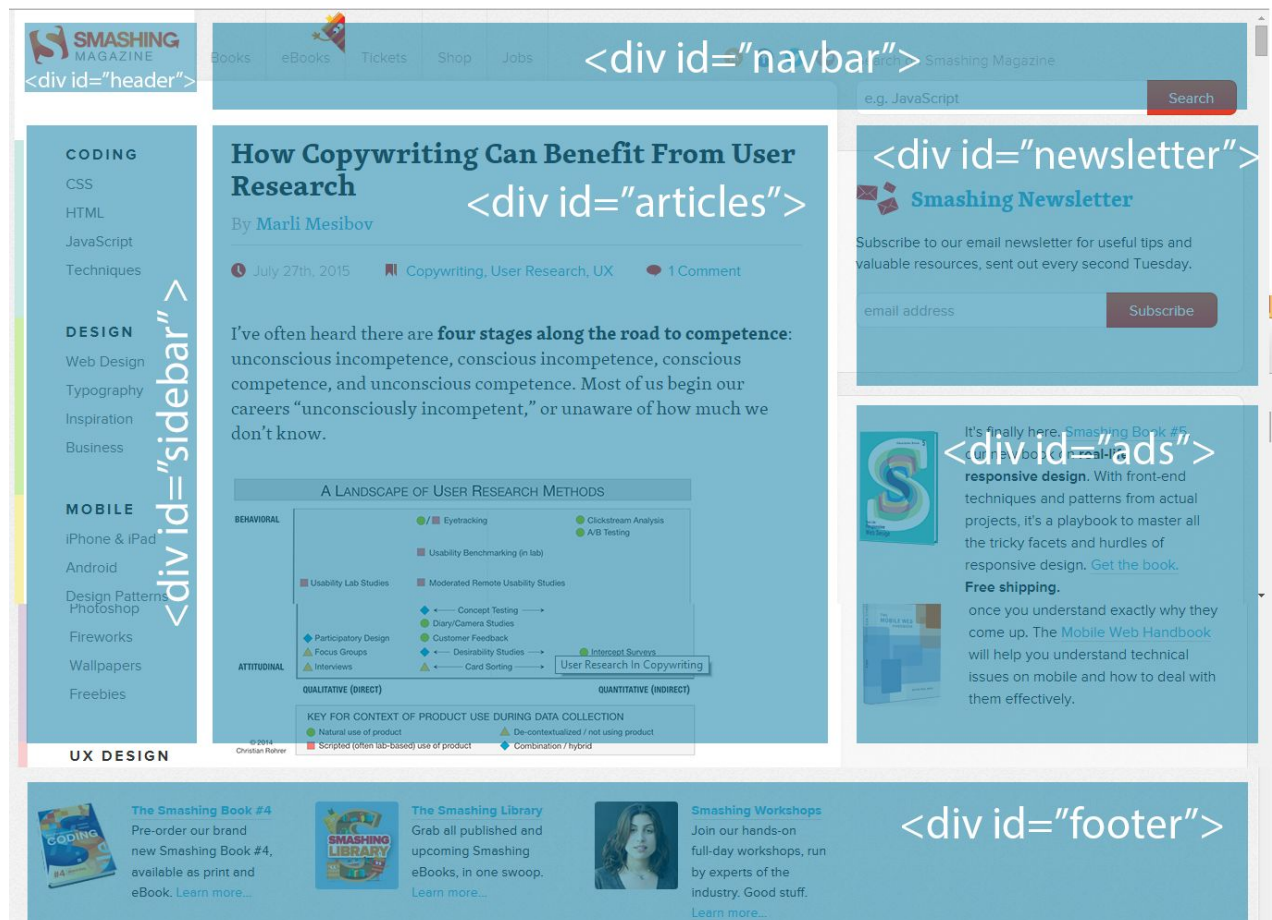 SMASHING
MAGAZINE
<div id="header">
Books eBooks Tickets Shop Jobs
<div id="navbar">
Search on Smashing Magazine
e.g. JavaScript Search
CODING
CSS
HTML
JavaScript
Techniques
DESIGN
Web Design
Typography
Inspiration
Business
MOBILE
iPhone & iPad
Android
Design Patterns
Photoshop
Fireworks
Wallpapers
Freebies
UX DESIGN
<div id="sidebar" >
How Copywriting Can Benefit From User
Research
<div id="articles">
By Marli Mesibov
July 27th, 2015 Copywriting, User Research, UX 1 Comment
I've often heard there are four stages along the road to competence:
unconscious incompetence, conscious incompetence, conscious
competence, and unconscious competence. Most of us begin our
careers “unconsciously incompetent,” or unaware of how much we
don't know.
A LANDSCAPE OF USER RESEARCH METHODS
BEHAVIORAL
/ Eyetracking
Clickstream Analysis
A/B Testing
Usability Benchmarking (in lab)
Usability Lab Studies
Moderated Remote Usability Studies
Concept Testing
Diary/Camera Studies
Participatory Design
Customer Feedback
Focus Groups
Desirability Studies
Intercept Surveys
ATTITUDINAL
Interviews
Card Sorting
User Research In Copywriting
QUALITATIVE (DIRECT)
QUANTITATIVE (INDIRECT)
KEY FOR CONTEXT OF PRODUCT USE DURING DATA COLLECTION
Natural use of product
De-contextualized / not using product
Scripted (often lab-based) use of product
Combination / hybrid
© 2014
Christian Rohrer
<div id="newsletter">
Smashing Newsletter
Subscribe to our email newsletter for useful tips and
valuable resources, sent out every second Tuesday.
email address Subscribe
<div id="ads">
It's finally here. Smashing Book #5,
our new book on real-life
responsive design. With front-end
techniques and patterns from actual
projects, it's a playbook to master all
the tricky facets and hurdles of
responsive design. Get the book.
Free shipping.
once you understand exactly why they
come up. The Mobile Web Handbook
will help you understand technical
issues on mobile and how to deal with
them effectively.
CODING
#4
The Smashing Book #4
Pre-order our brand
new Smashing Book #4,
available as print and
eBook. Learn more...
SMASHING
LIBRARY
The Smashing Library
Grab all published and
upcoming Smashing
eBooks, in one swoop.
Learn more...
Smashing Workshops
Join our hands-on
full-day workshops, run
by experts of the
industry. Good stuff.
Learn more...
<div id="footer">